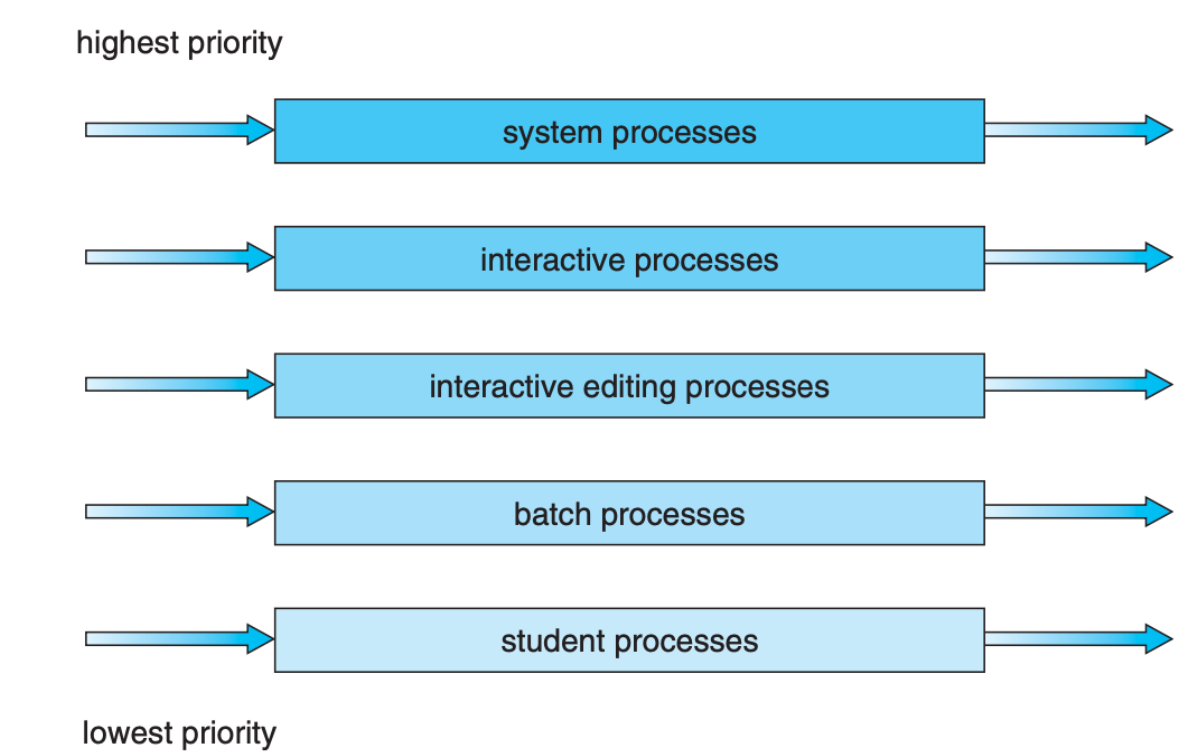 highest priority
system processes
interactive processes
interactive editing processes
batch processes
student processes
lowest priority